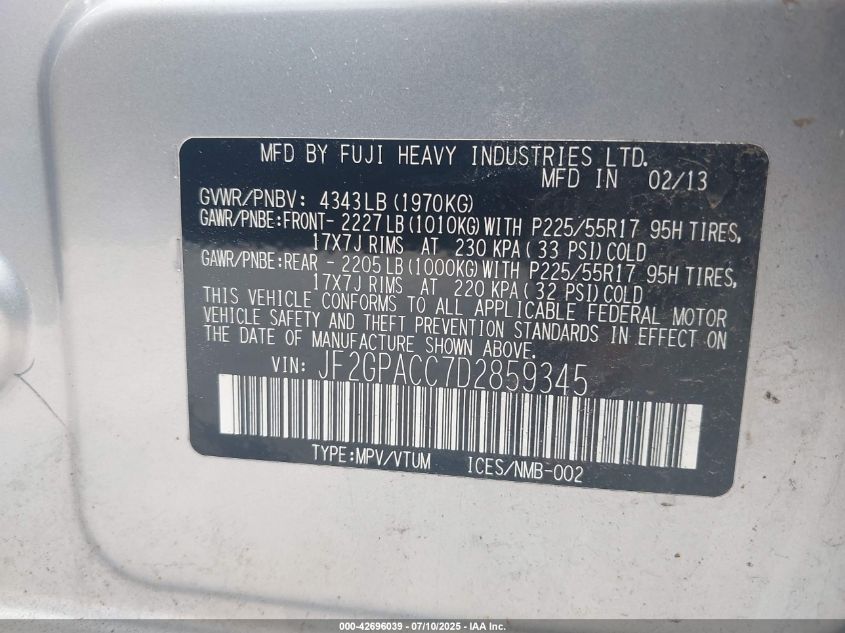 MFD BY FUJI HEAVY INDUSTRIES LTD.
MFD IN 02/13
GVWR/PNBV: 4343LB (1970KG)
GAWR/PNBE:FRONT- 2227LB(1010KG)WITH P225/55R17 95H TIRES,
17X7J RIMS AT 230 KPA(33 PSI)COLD
GAWR/PNBE:REAR - 2205LB(1000KG)WITH P225/55R17 95H TIRES,
17X7J RIMS AT 220 KPA(32 PSI)COLD
THIS VEHICLE CONFORMS TO ALL APPLICABLE FEDERAL MOTOR
VEHICLE SAFETY AND THEFT PREVENTION STANDARDS IN EFFECT ON
THE DATE OF MANUFACTURE SHOWN ABOVE.
VIN: JF2GPACC7D2859345
TYPE:MPV/VTUM ICES/NMB-002
000-42696039 - 07/10/2025 - IAA Inc.